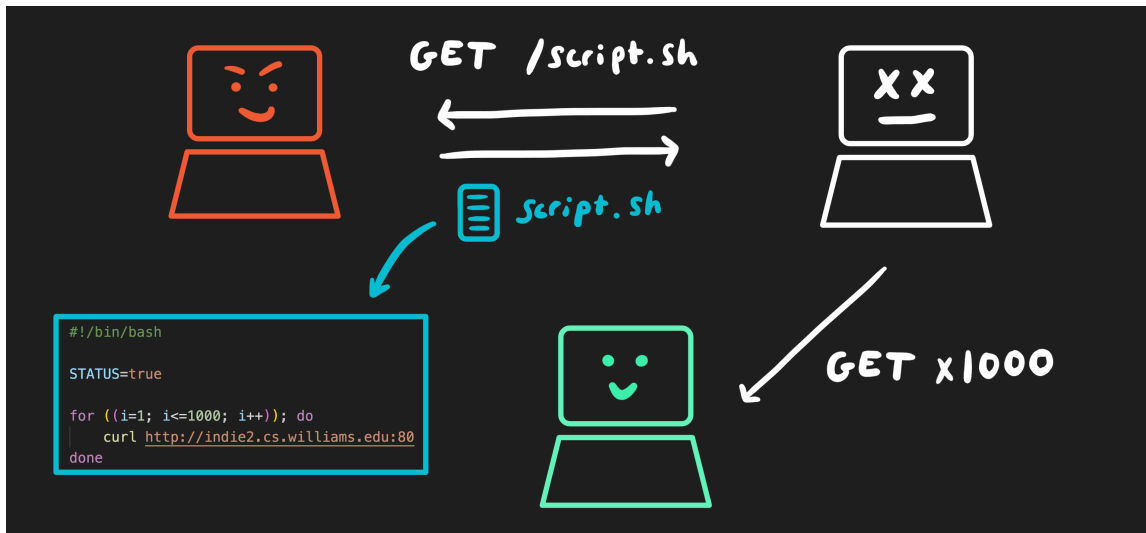 GET /script.sh
X X
script.sh
#!/bin/bash
STATUS=true
for ((i=1; i<=1000; i++)); do
curl http://indie2.cs.williams.edu:80
done
GET x1000